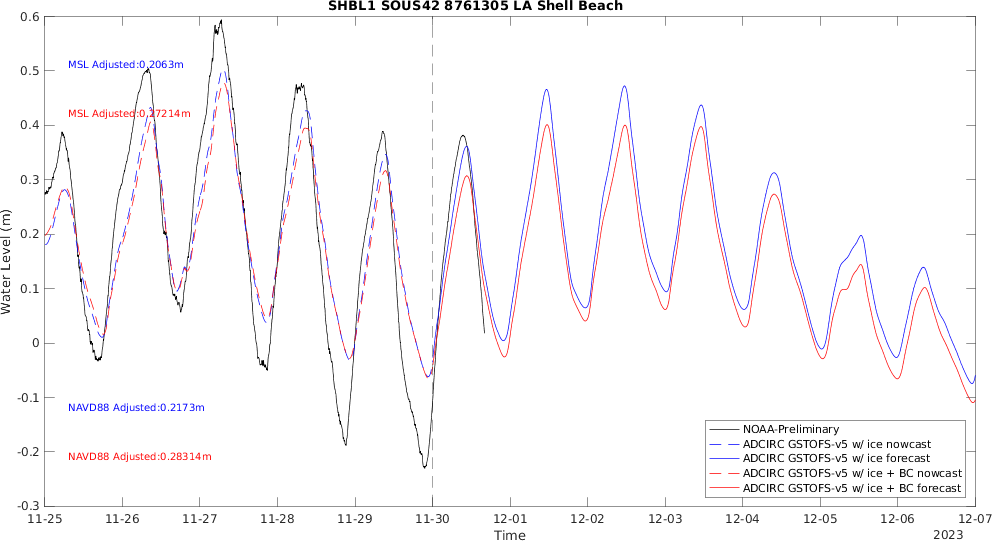 SHBL1 SOUS42 8761305 LA Shell Beach
0.6
0.5
0.4
0.3
0.2
0.1
0
-0.1
-0.2
-0.3
Water Level (m)
MSL Adjusted:0.2063m
MSL Adjusted:0.27214m
NAVD88 Adjusted:0.2173m
NAVD88 Adjusted:0.28314m
NOAA-Preliminary
ADCIRC GSTOFS-v5 w/ ice nowcast
ADCIRC GSTOFS-v5 w/ ice forecast
ADCIRC GSTOFS-v5 w/ ice + BC nowcast
ADCIRC GSTOFS-v5 w/ ice + BC forecast
11-25 11-26 11-27 11-28 11-29 11-30 12-01 12-02 12-03 12-04 12-05 12-06 12-07
Time
2023